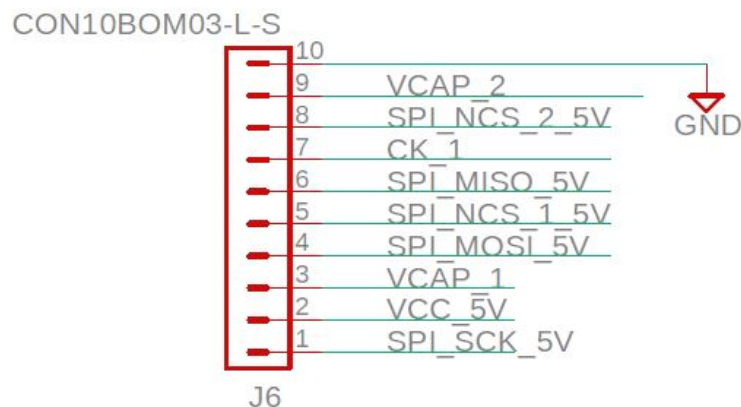 CON10BOM03-L-S
10
9 VCAP_2
8 SPI_NCS_2_5V
GND
7 CK_1
6 SPI_MISO_5V
5 SPI_NCS_1_5V
4 SPI_MOSI_5V
3 VCAP_1
2 VCC_5V
1 SPI_SCK_5V
J6